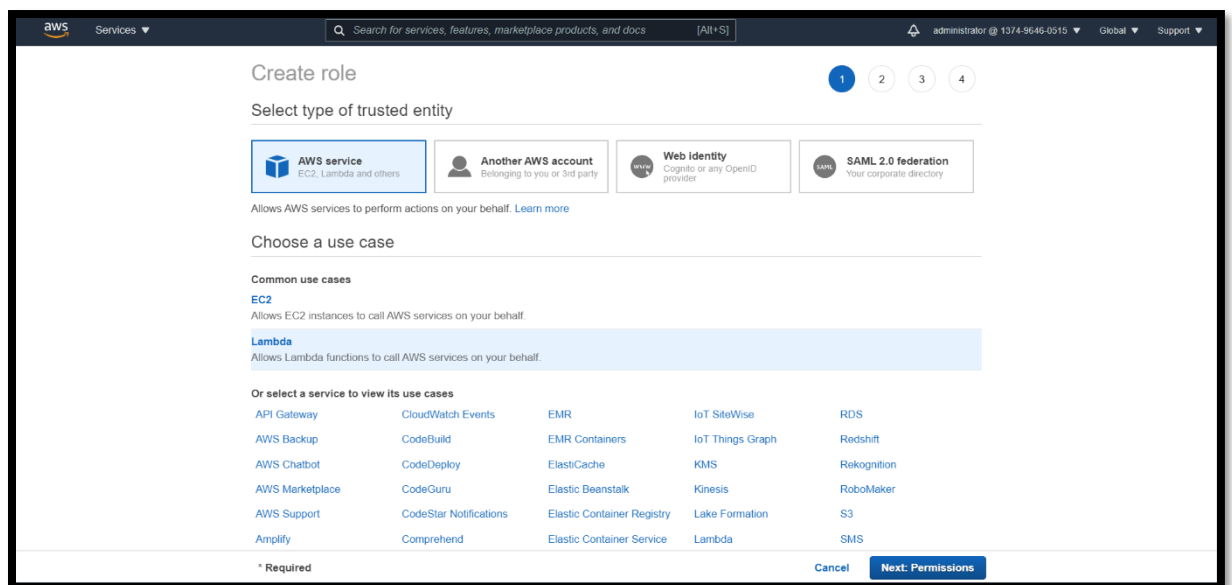 aws Services ▼ Search for services, features, marketplace products, and docs [Alt+S] administrator @ 1374-9646-0515 ▼ Global ▼ Support ▼
Create role 1 2 3 4
Select type of trusted entity
AWS service
EC2, Lambda and others
Another AWS account
Belonging to you or 3rd party
www
Web identity
Cognito or any OpenID
provider
SAML
SAML 2.0 federation
Your corporate directory
Allows AWS services to perform actions on your behalf. Learn more
Choose a use case
Common use cases
EC2
Allows EC2 instances to call AWS services on your behalf.
Lambda
Allows Lambda functions to call AWS services on your behalf.
Or select a service to view its use cases
API Gateway CloudWatch Events EMR IoT SiteWise RDS
AWS Backup CodeBuild EMR Containers IoT Things Graph Redshift
AWS Chatbot CodeDeploy ElastiCache KMS Rekognition
AWS Marketplace CodeGuru Elastic Beanstalk Kinesis RoboMaker
AWS Support CodeStar Notifications Elastic Container Registry Lake Formation S3
Amplify Comprehend Elastic Container Service Lambda SMS
* Required Cancel Next: Permissions